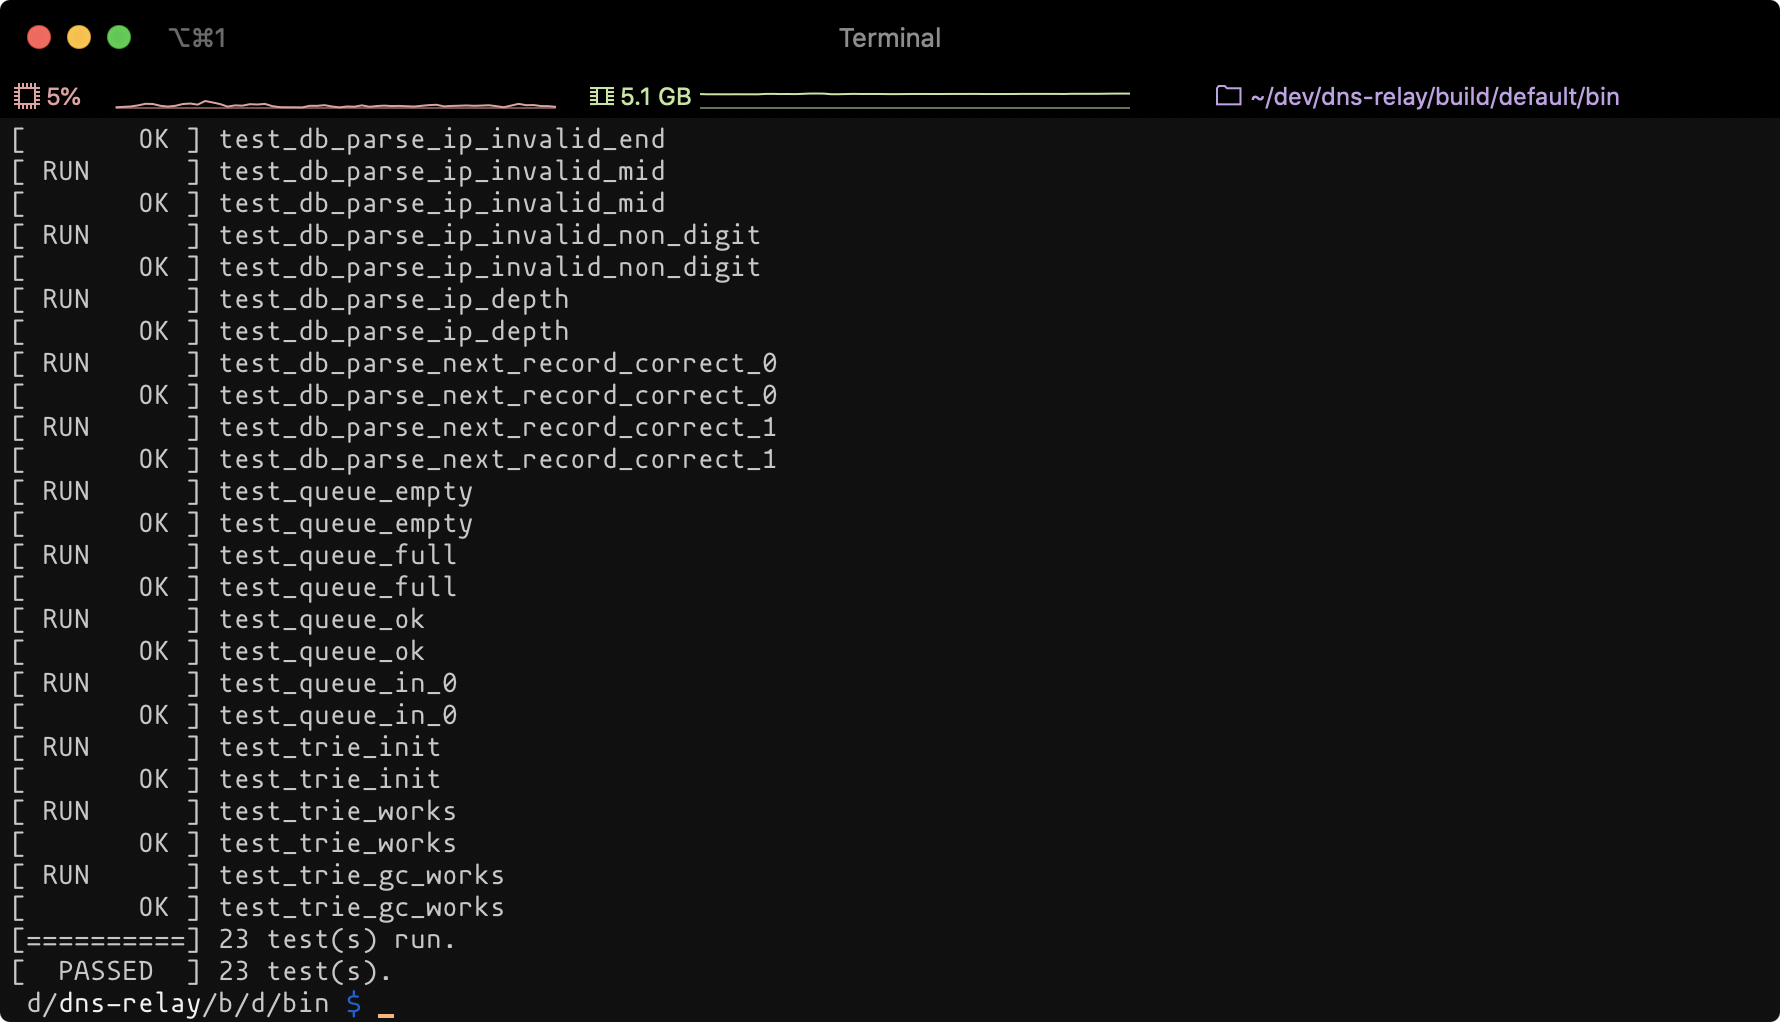 ⌥⌘1 Terminal
5% 5.1 GB ~/dev/dns-relay/build/default/bin
[       OK ] test_db_parse_ip_invalid_end
[ RUN      ] test_db_parse_ip_invalid_mid
[       OK ] test_db_parse_ip_invalid_mid
[ RUN      ] test_db_parse_ip_invalid_non_digit
[       OK ] test_db_parse_ip_invalid_non_digit
[ RUN      ] test_db_parse_ip_depth
[       OK ] test_db_parse_ip_depth
[ RUN      ] test_db_parse_next_record_correct_0
[       OK ] test_db_parse_next_record_correct_0
[ RUN      ] test_db_parse_next_record_correct_1
[       OK ] test_db_parse_next_record_correct_1
[ RUN      ] test_queue_empty
[       OK ] test_queue_empty
[ RUN      ] test_queue_full
[       OK ] test_queue_full
[ RUN      ] test_queue_ok
[       OK ] test_queue_ok
[ RUN      ] test_queue_in_0
[       OK ] test_queue_in_0
[ RUN      ] test_trie_init
[       OK ] test_trie_init
[ RUN      ] test_trie_works
[       OK ] test_trie_works
[ RUN      ] test_trie_gc_works
[       OK ] test_trie_gc_works
[==========] 23 test(s) run.
[  PASSED  ] 23 test(s).
d/dns-relay/b/d/bin $ _